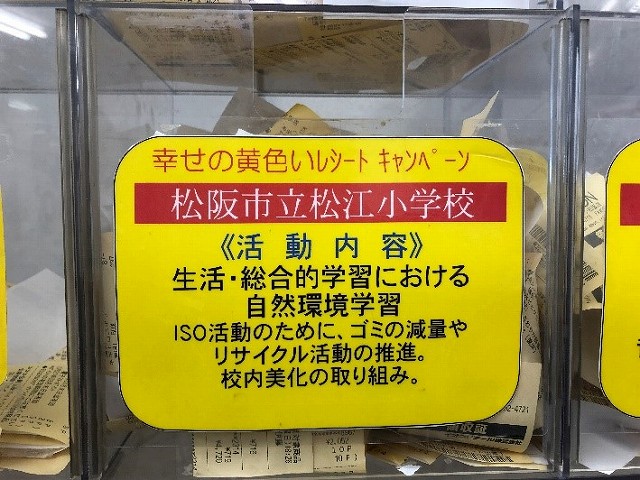 幸せの黄色いﾚｼｰﾄ ｷｬﾝﾍﾟｰﾝ
松阪市立松江小学校
《活動内容》
生活・総合的学習における
自然環境学習
ISO活動のために、ゴミの減量や
リサイクル活動の推進。
校内美化の取り組み。